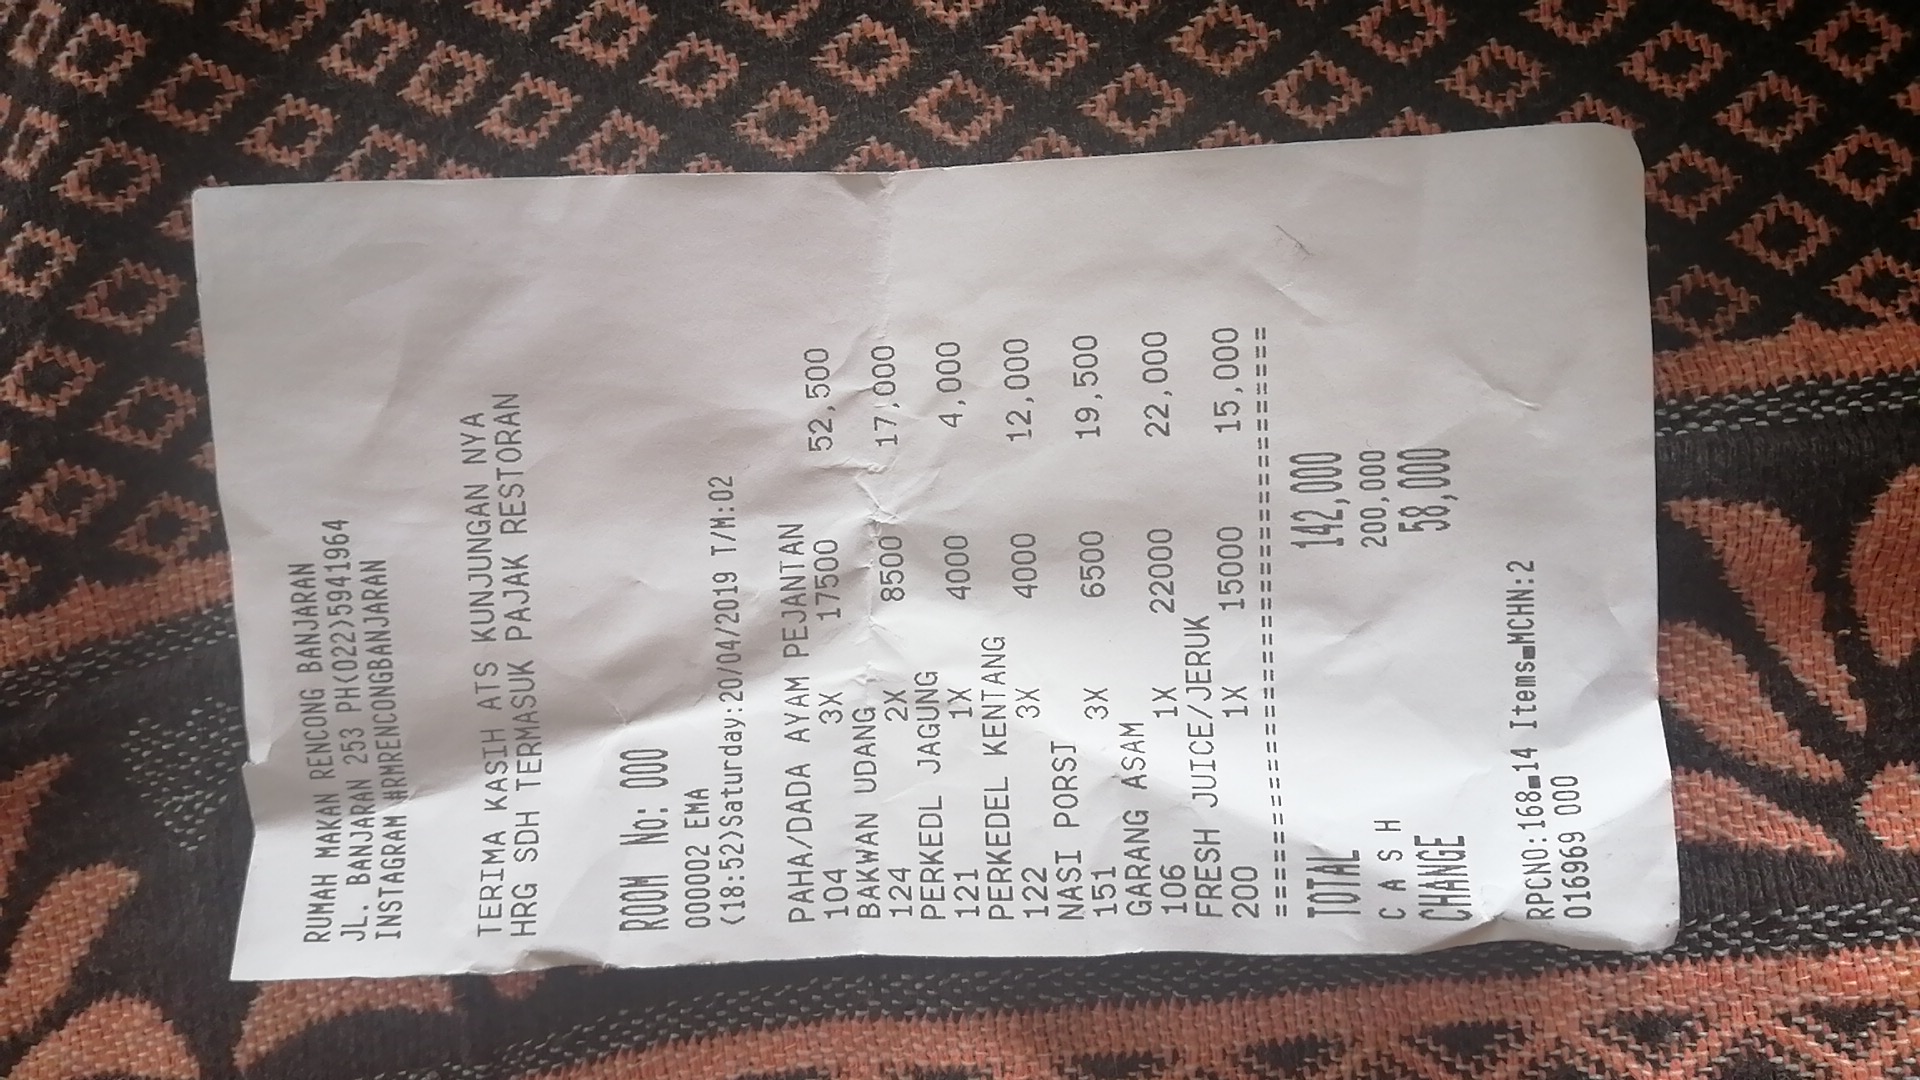 RUMAH MAKAN RENCONG BANJARAN
JL. BANJARAN 253 PH(022)5941964
INSTAGRAM #RMRENCONGBANJARAN
TERIMA KASIH ATS KUNJUNGAN NYA
HRG SDH TERMASUK PAJAK RESTORAN
ROOM No: 000
000002 EMA
(18:52)Saturday:20/04/2019 T/M:02
PAHA/DADA AYAM PEJANTAN
104 3X 17500 52,500
BAKWAN UDANG
124 2X 8500 17,000
PERKEDL JAGUNG
121 1X 4000 4,000
PERKEDEL KENTANG
122 3X 4000 12,000
NASI PORSI
151 3X 6500 19,500
GARANG ASAM
106 1X 22000 22,000
FRESH JUICE/JERUK
200 1X 15000 15,000
======================================
TOTAL 142,000
C A S H 200,000
CHANGE 58,000
RPCNO:168■14 Items■MCHN:2
016969 000